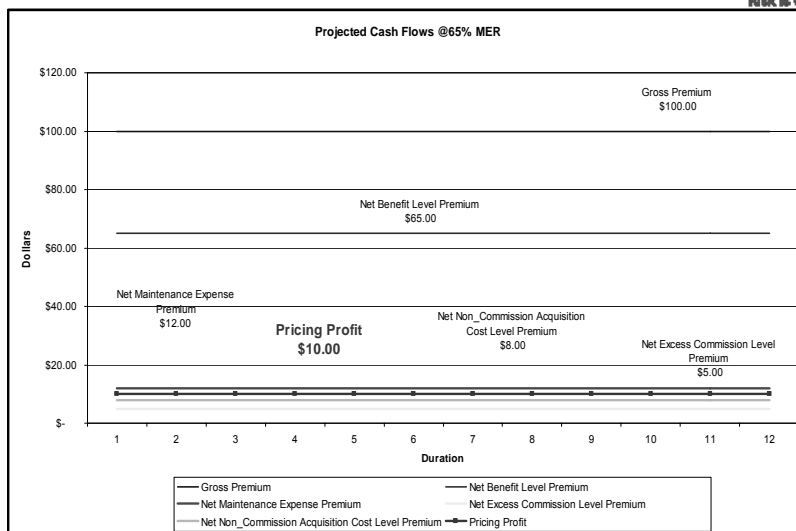 Projected Cash Flows @65% MER
$120.00
$100.00
$80.00
$60.00
$40.00
$20.00
$-
Dollars
Gross Premium
$100.00
Net Benefit Level Premium
$65.00
Net Maintenance Expense
Premium
$12.00
Pricing Profit
$10.00
Net Non_Commission Acquisition
Cost Level Premium
$8.00
Net Excess Commission Level
Premium
$5.00
1 2 3 4 5 6 7 8 9 10 11 12
Duration
Gross Premium Net Benefit Level Premium
Net Maintenance Expense Premium Net Excess Commission Level Premium
Net Non_Commission Acquisition Cost Level Premium Pricing Profit